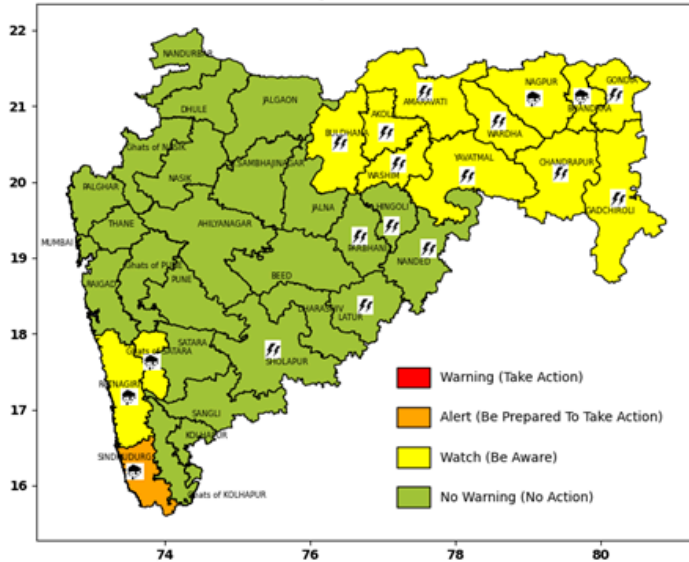 22
21
20
19
18
17
16
74
76
78
80
NANDURBAR
DHULE
JALGAON
Ghats of NASIK
NASIK
SAMBHAJINAGAR
PALGHAR
THANE
MUMBAI
AHILYANAGAR
JALNA
Ghats of PUNE
PUNE
RAIGAD
BEED
BULDHANA
AKOLA
AMARAVATI
WASHIM
WARDHA
NAGPUR
BHANDARA
GONDIA
YAVATMAL
CHANDRAPUR
GADCHIROLI
HINGOLI
PARBHANI
NANDED
DHARASHIV
LATUR
SHOLAPUR
SATARA
Ghats of SATARA
RATNAGIRI
SANGLI
KOLHAPUR
SINDHUDURG
Ghats of KOLHAPUR
Warning (Take Action)
Alert (Be Prepared To Take Action)
Watch (Be Aware)
No Warning (No Action)